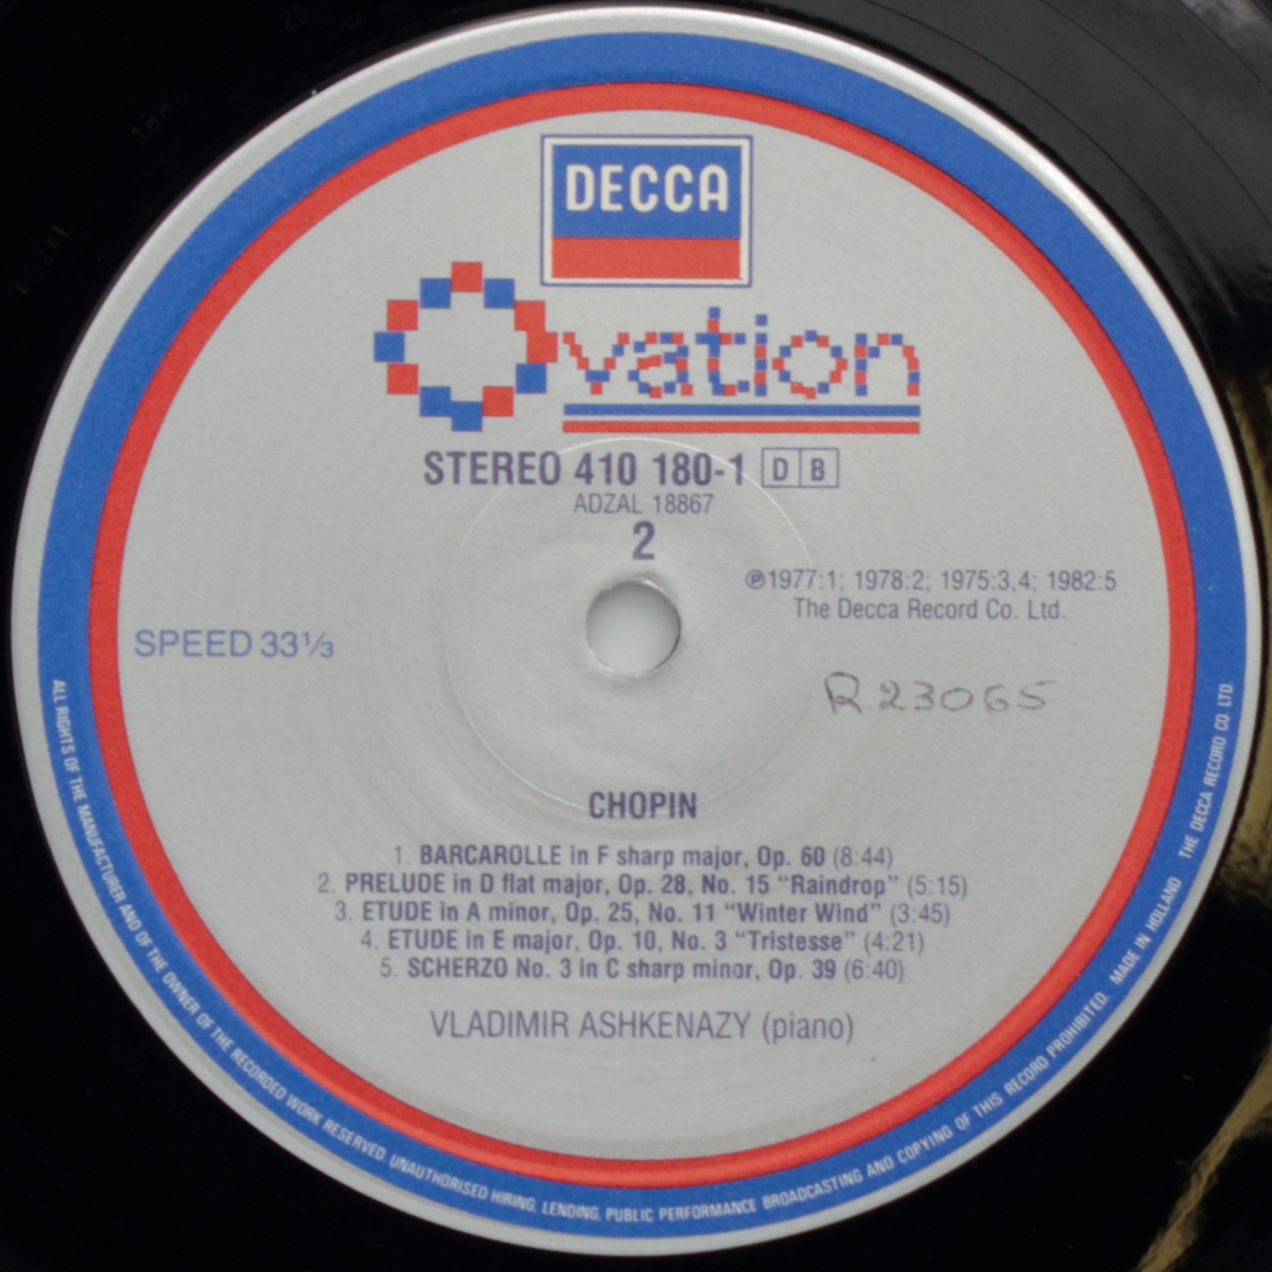 DECCA
Ovation
STEREO 410 180-1 D B
ADZAL 18867
2
℗1977:1; 1978:2; 1975:3,4; 1982:5
The Decca Record Co. Ltd.
SPEED 33⅓
R23065
CHOPIN
1. BARCAROLLE in F sharp major, Op. 60 (8:44)
2. PRELUDE in D flat major, Op. 28, No. 15 “Raindrop” (5:15)
3. ETUDE in A minor, Op. 25, No. 11 “Winter Wind” (3:45)
4. ETUDE in E major, Op. 10, No. 3 “Tristesse” (4:21)
5. SCHERZO No. 3 in C sharp minor, Op. 39 (6:40)
VLADIMIR ASHKENAZY (piano)
ALL RIGHTS OF THE MANUFACTURER AND OF THE OWNER OF THE RECORDED WORK RESERVED. UNAUTHORISED HIRING, LENDING, PUBLIC PERFORMANCE BROADCASTING AND COPYING OF THIS RECORD PROHIBITED. MADE IN HOLLAND THE DECCA RECORD CO LTD.